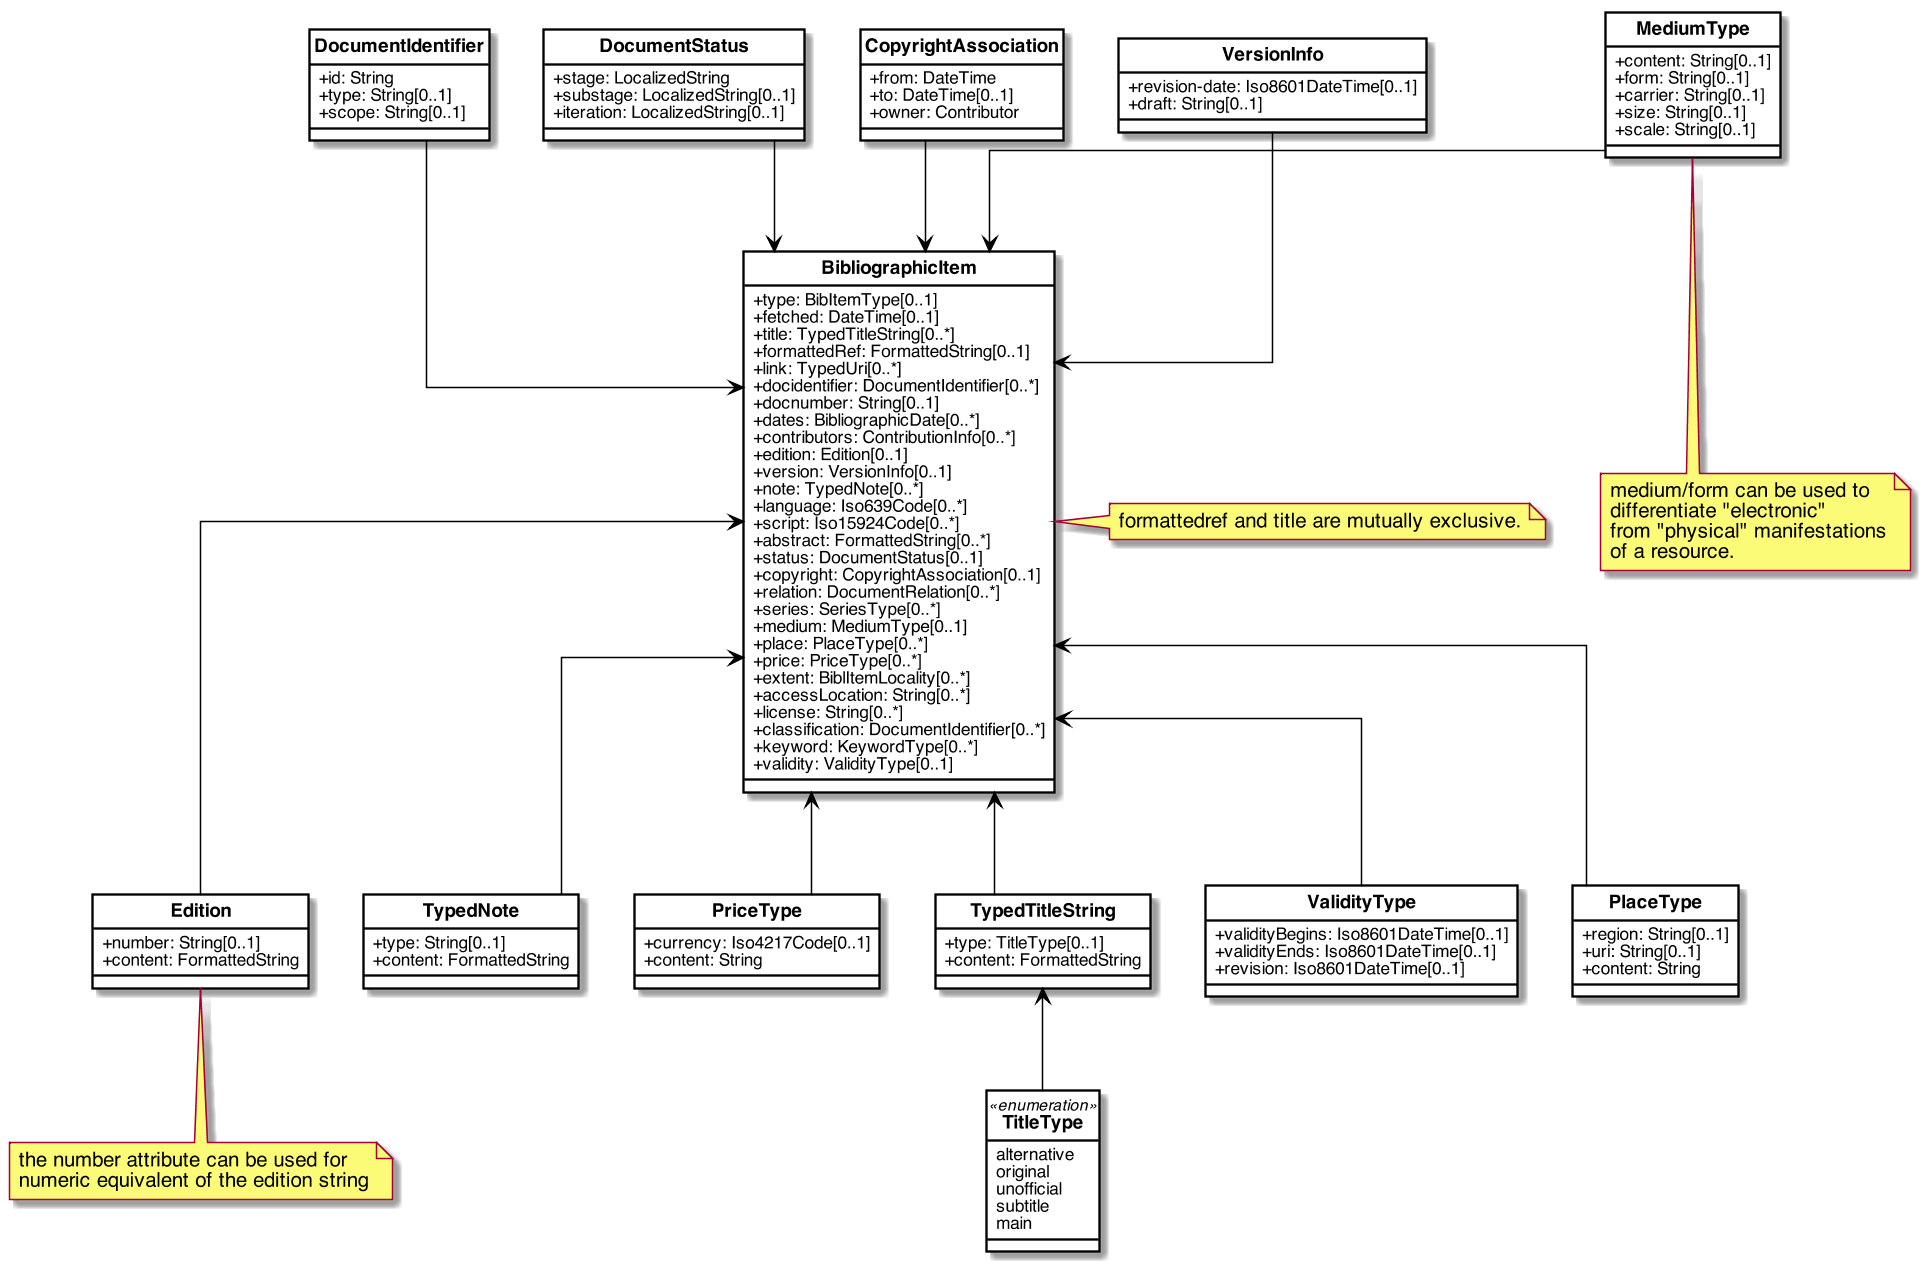 DocumentIdentifier
+id: String
+type: String[0..1]
+scope: String[0..1]
DocumentStatus
+stage: LocalizedString
+substage: LocalizedString[0..1]
+iteration: LocalizedString[0..1]
CopyrightAssociation
+from: DateTime
+to: DateTime[0..1]
+owner: Contributor
VersionInfo
+revision-date: Iso8601DateTime[0..1]
+draft: String[0..1]
MediumType
+content: String[0..1]
+form: String[0..1]
+carrier: String[0..1]
+size: String[0..1]
+scale: String[0..1]
BibliographicItem
+type: BibItemType[0..1]
+fetched: DateTime[0..1]
+title: TypedTitleString[0..*]
+formattedRef: FormattedString[0..1]
+link: TypedUri[0..*]
+docidentifier: DocumentIdentifier[0..*]
+docnumber: String[0..1]
+dates: BibliographicDate[0..*]
+contributors: ContributionInfo[0..*]
+edition: Edition[0..1]
+version: VersionInfo[0..1]
+note: TypedNote[0..*]
+language: Iso639Code[0..*]
+script: Iso15924Code[0..*]
+abstract: FormattedString[0..*]
+status: DocumentStatus[0..1]
+copyright: CopyrightAssociation[0..1]
+relation: DocumentRelation[0..*]
+series: SeriesType[0..*]
+medium: MediumType[0..1]
+place: PlaceType[0..*]
+price: PriceType[0..*]
+extent: BibItemLocality[0..*]
+accessLocation: String[0..*]
+license: String[0..*]
+classification: DocumentIdentifier[0..*]
+keyword: KeywordType[0..*]
+validity: ValidityType[0..1]
formattedref and title are mutually exclusive.
medium/form can be used to
differentiate "electronic"
from "physical" manifestations
of a resource.
Edition
+number: String[0..1]
+content: FormattedString
TypedNote
+type: String[0..1]
+content: FormattedString
PriceType
+currency: Iso4217Code[0..1]
+content: String
TypedTitleString
+type: TitleType[0..1]
+content: FormattedString
ValidityType
+validityBegins: Iso8601DateTime[0..1]
+validityEnds: Iso8601DateTime[0..1]
+revision: Iso8601DateTime[0..1]
PlaceType
+region: String[0..1]
+uri: String[0..1]
+content: String
the number attribute can be used for
numeric equivalent of the edition string
«enumeration»
TitleType
alternative
original
unofficial
subtitle
main